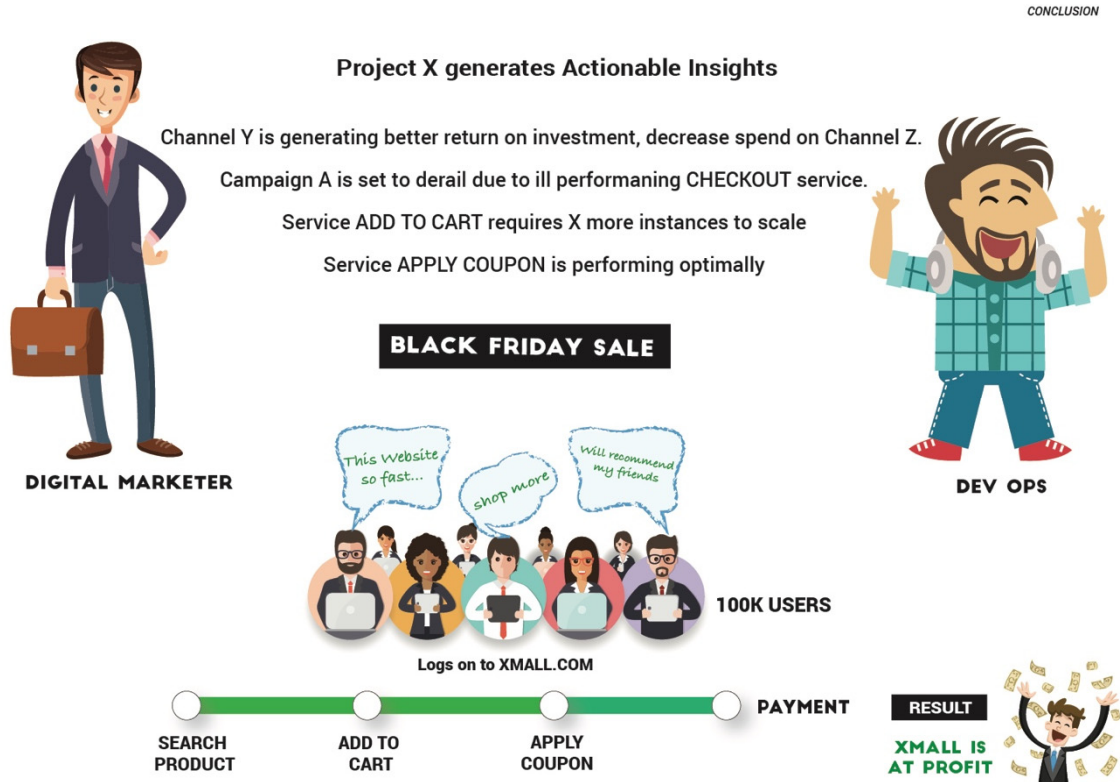 CONCLUSION
Project X generates Actionable Insights
Channel Y is generating better return on investment, decrease spend on Channel Z.
Campaign A is set to derail due to ill performaning CHECKOUT service.
Service ADD TO CART requires X more instances to scale
Service APPLY COUPON is performing optimally
BLACK FRIDAY SALE
DIGITAL MARKETER
DEV OPS
This Website
so fast...
shop more
Will recommend
my friends
100K USERS
Logs on to XMALL.COM
SEARCH
PRODUCT
ADD TO
CART
APPLY
COUPON
PAYMENT
RESULT
XMALL IS
AT PROFIT